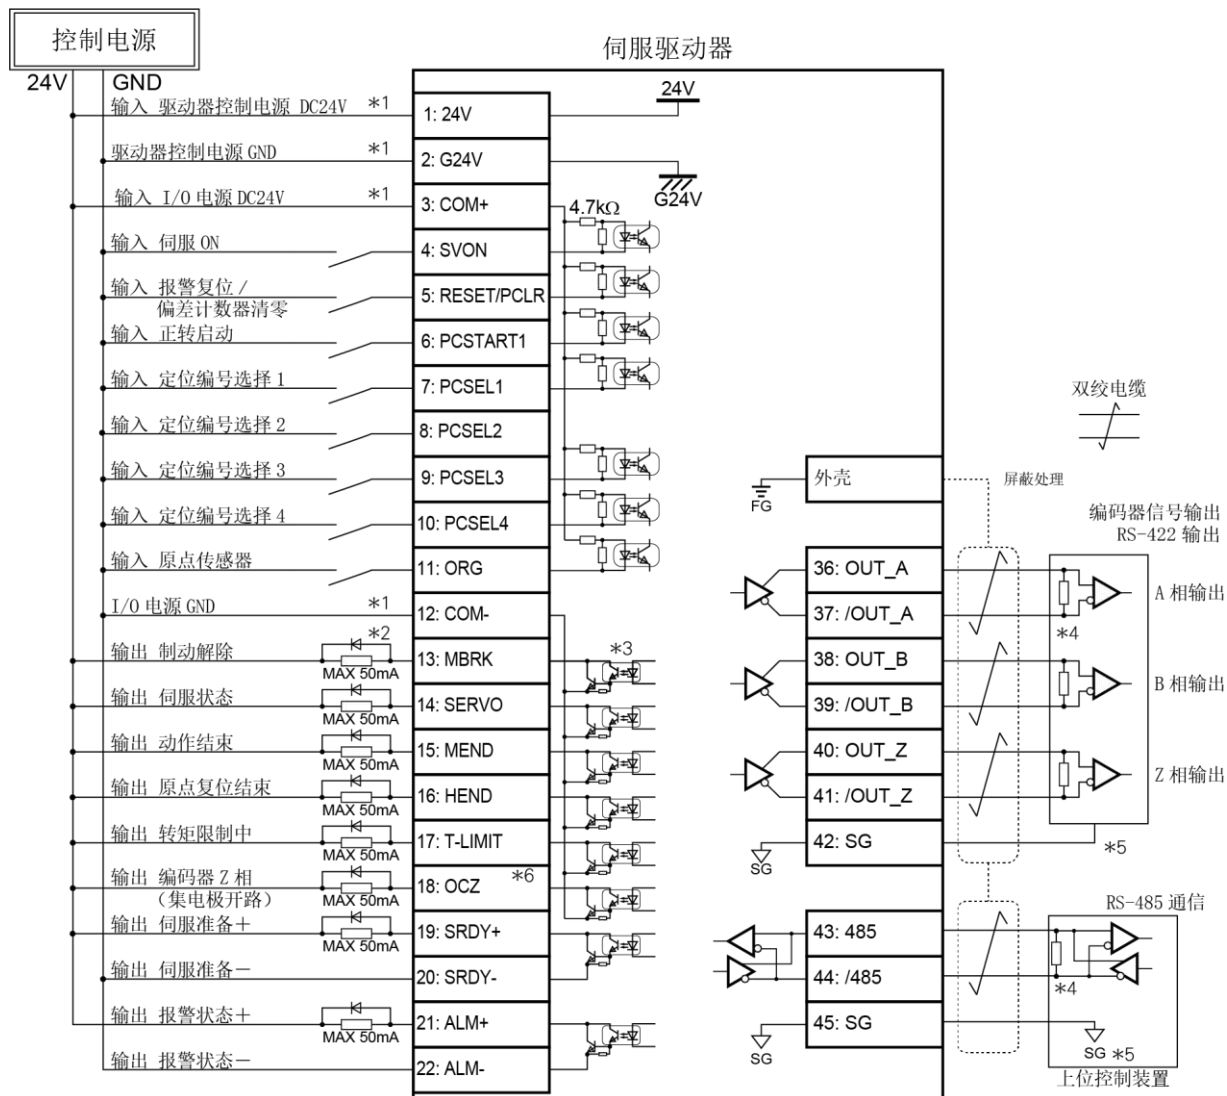 控制电源
24V GND
伺服驱动器
输入 驱动器控制电源 DC24V *1
1: 24V
24V
驱动器控制电源 GND *1
2: G24V
G24V
输入 I/O 电源 DC24V *1
3: COM+
4.7kΩ
输入 伺服 ON
4: SVON
输入 报警复位 /
偏差计数器清零
5: RESET/PCLR
输入 正转启动
6: PCSTART1
输入 定位编号选择 1
7: PCSEL1
输入 定位编号选择 2
8: PCSEL2
输入 定位编号选择 3
9: PCSEL3
输入 定位编号选择 4
10: PCSEL4
输入 原点传感器
11: ORG
I/O 电源 GND *1
12: COM-
输出 制动解除 *2
MAX 50mA
13: MBRK
*3
输出 伺服状态
MAX 50mA
14: SERVO
输出 动作结束
MAX 50mA
15: MEND
输出 原点复位结束
MAX 50mA
16: HEND
输出 转矩限制中
MAX 50mA
17: T-LIMIT
输出 编码器 Z 相
（集电极开路）
MAX 50mA
18: OCZ *6
输出 伺服准备＋
MAX 50mA
19: SRDY+
输出 伺服准备－
20: SRDY-
输出 报警状态＋
MAX 50mA
21: ALM+
输出 报警状态－
22: ALM-
双绞电缆
外壳
FG
屏蔽处理
编码器信号输出
RS-422 输出
36: OUT_A
37: /OUT_A
*4
A 相输出
38: OUT_B
39: /OUT_B
B 相输出
40: OUT_Z
41: /OUT_Z
Z 相输出
42: SG
SG
*5
RS-485 通信
43: 485
44: /485
*4
45: SG
SG
SG *5
上位控制装置